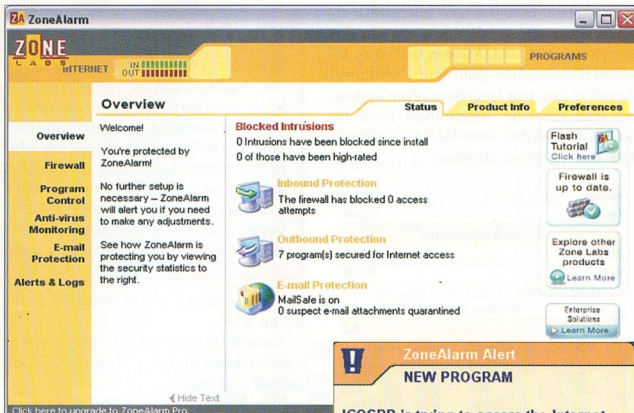 ZA ZoneAlarm
ZONE
LABS
INTERNET
IN
OUT
PROGRAMS
Overview
Status
Product Info
Preferences
Overview
Firewall
Program
Control
Anti-virus
Monitoring
E-mail
Protection
Alerts & Logs
Welcome!
You're protected by
ZoneAlarm!
No further setup is
necessary – ZoneAlarm
will alert you if you need
to make any adjustments.
See how ZoneAlarm is
protecting you by viewing
the security statistics to
the right.
Hide Text
Blocked Intrusions
0 Intrusions have been blocked since install
0 of those have been high-rated
Inbound Protection
The firewall has blocked 0 access
attempts
Outbound Protection
7 program(s) secured for Internet access
E-mail Protection
MailSafe is on
0 suspect e-mail attachments quarantined
Flash
Tutorial
Click here
Firewall is
up to date.
Explore other
Zone Labs
products
Learn More
Enterprise
Solutions
Learn More
Click here to upgrade to ZoneAlarm Pro
ZoneAlarm Alert
NEW PROGRAM
is trying to access the Internet